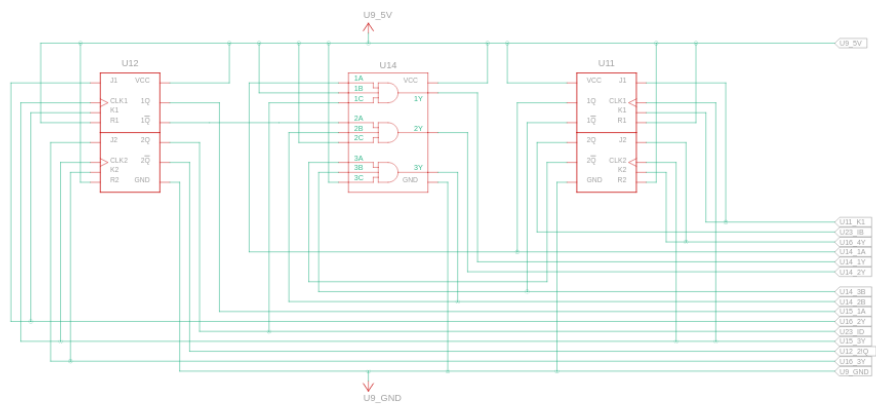 U9_5V
U9_5V
U12
U14
U11
J1 VCC
CLK1 1Q
K1
R1 1Q
J2 2Q
CLK2 2Q
K2
R2 GND
1A VCC
1B
1C 1Y
2A
2B 2Y
2C
3A
3B 3Y
3C GND
VCC J1
1Q CLK1
K1
1Q R1
2Q J2
2Q CLK2
K2
GND R2
U11_K1
U23_IB
U16_4Y
U14_1A
U14_1Y
U14_2Y
U14_3B
U14_2B
U15_1A
U16_2Y
U23_ID
U15_3Y
U12_2IQ
U16_3Y
U9_GND
U9_GND